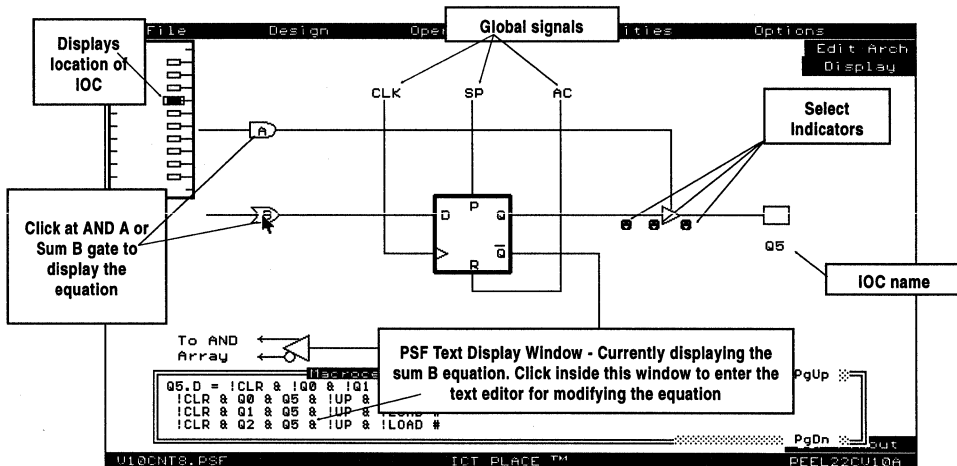 Global signals
File Design Oper ities Options
Edit Arch
Display
Displays
location of
IOC
CLK SP AC
Select
Indicators
A
Click at AND A or
Sum B gate to
display the
equation
B
D P Q
Q
R
Q5
IOC name
To AND
Array
PSF Text Display Window - Currently displaying the
sum B equation. Click inside this window to enter the
text editor for modifying the equation
Macroce
PgUp
Q5.D = !CLR & !Q0 & !Q1
!CLR & Q0 & Q5 & !UP &
!CLR & Q1 & Q5 & !UP & !LOAD #
!CLR & Q2 & Q5 & !UP & !LOAD #
PgDn
out
V10CNT8.PSF ICT PLACE ™ PEEL22CV10A